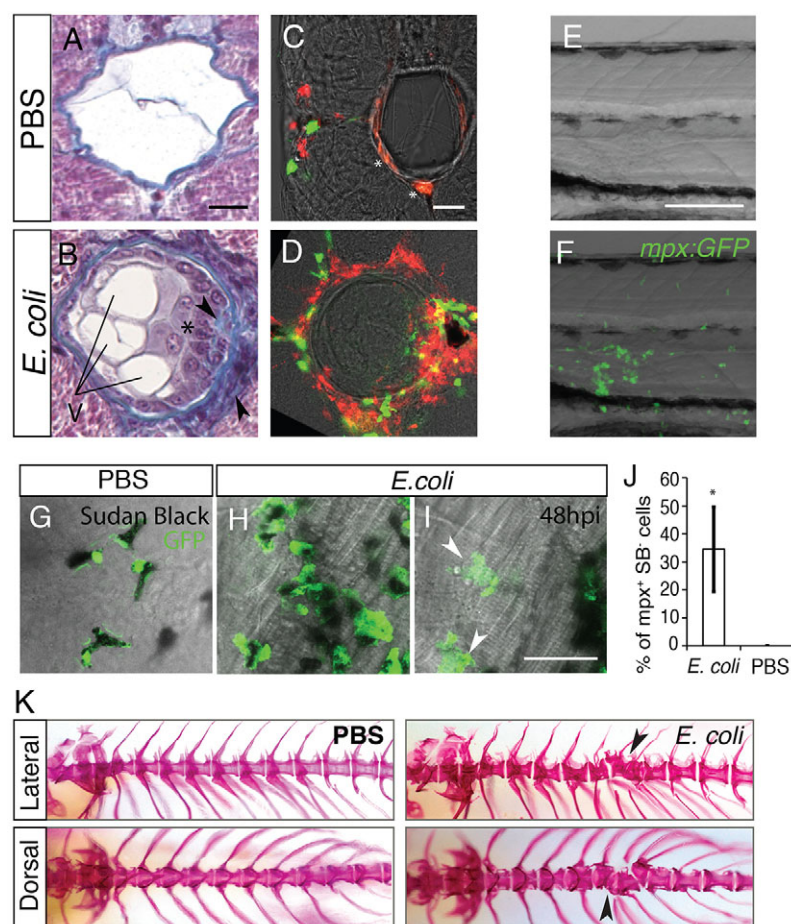 PBS
A
C
E
E. coli
B
*
V
*
*
D
F
mpx:GFP
PBS
E.coli
G
Sudan Black
GFP
H
I
48hpi
J
% of mpx⁺ SB⁻ cells
60
50
40
30
20
10
0
*
E. coli
PBS
K
Lateral
PBS
E. coli
Dorsal